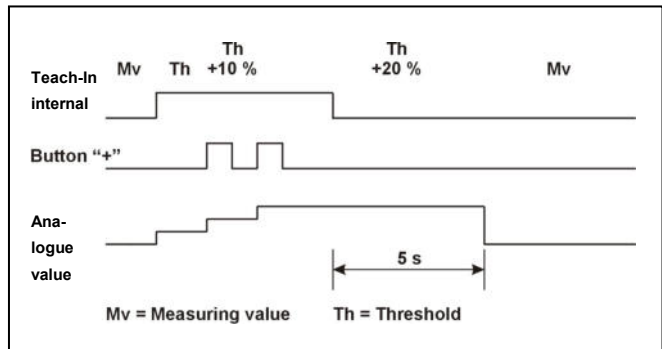 Th Th
Mv Th +10 % +20 % Mv
Teach-In
internal
Button “+”
Ana-
logue
value
5 s
Mv = Measuring value Th = Threshold